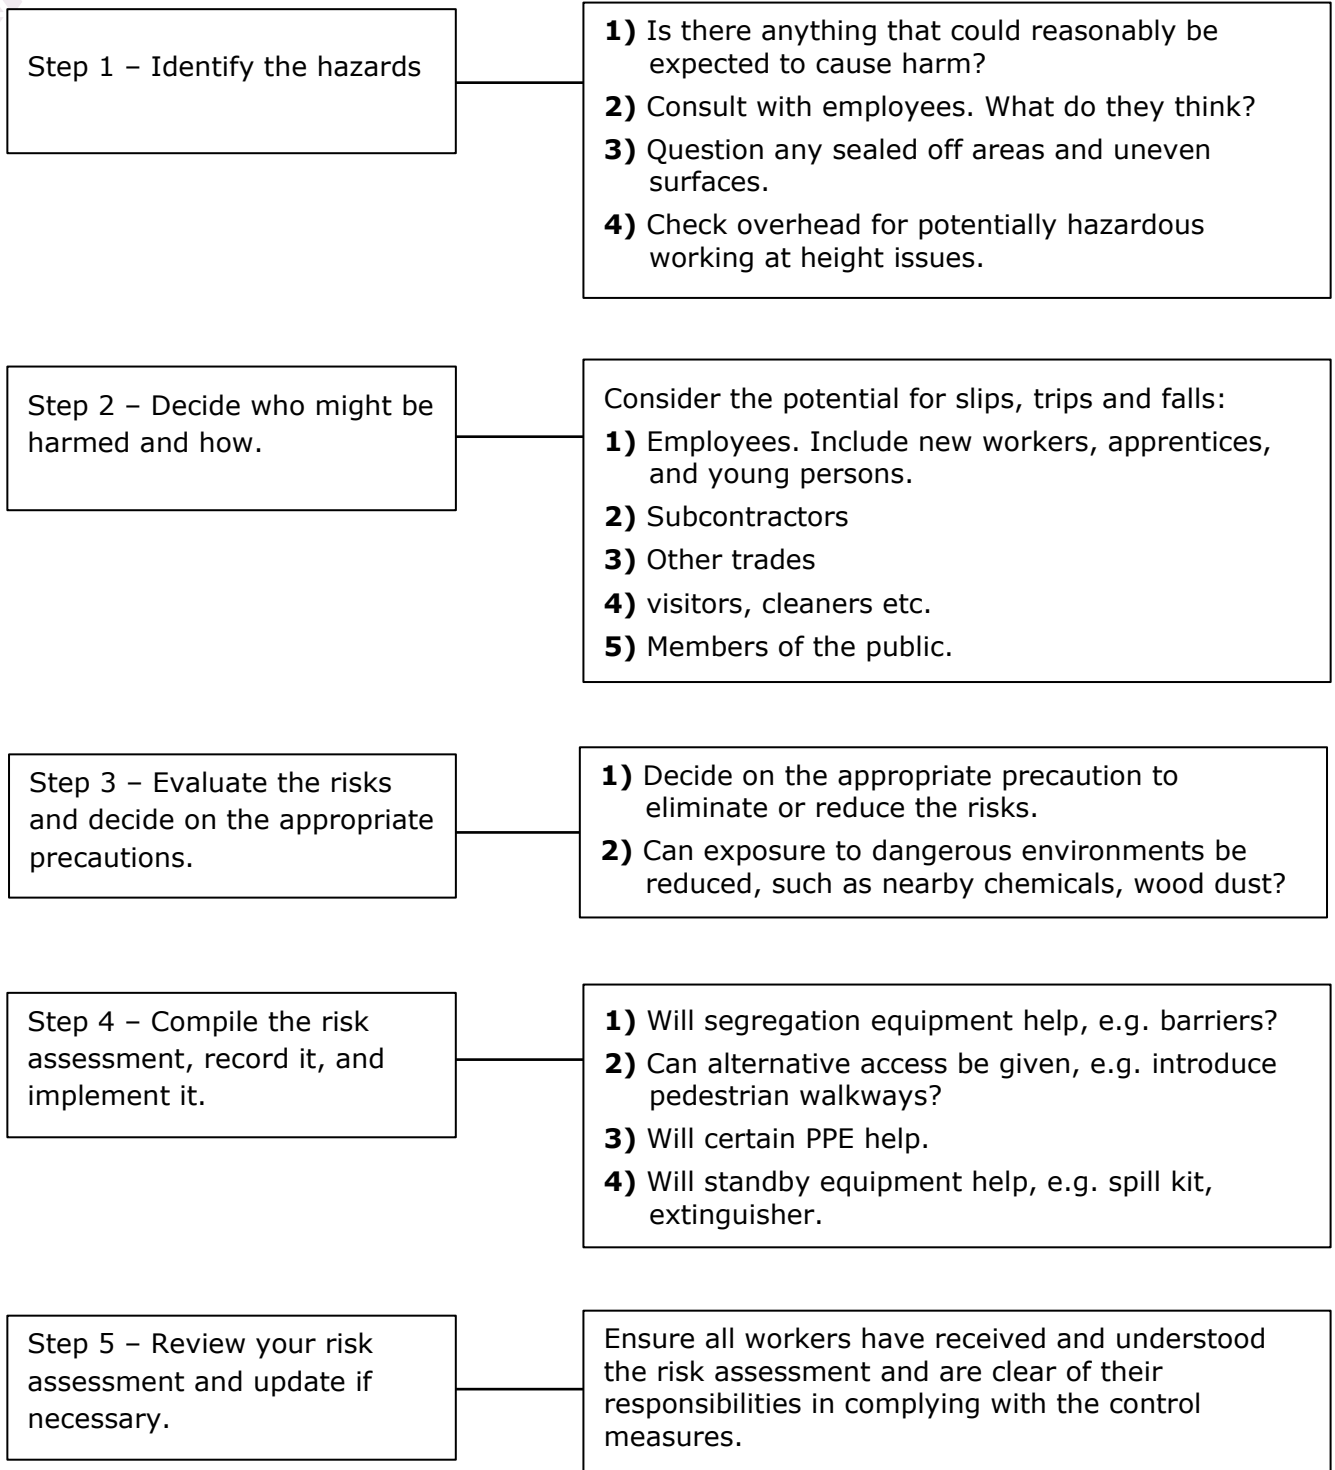 Step 1 – Identify the hazards
1) Is there anything that could reasonably be
expected to cause harm?
2) Consult with employees. What do they think?
3) Question any sealed off areas and uneven
surfaces.
4) Check overhead for potentially hazardous
working at height issues.
Step 2 – Decide who might be
harmed and how.
Consider the potential for slips, trips and falls:
1) Employees. Include new workers, apprentices,
and young persons.
2) Subcontractors
3) Other trades
4) visitors, cleaners etc.
5) Members of the public.
Step 3 – Evaluate the risks
and decide on the appropriate
precautions.
1) Decide on the appropriate precaution to
eliminate or reduce the risks.
2) Can exposure to dangerous environments be
reduced, such as nearby chemicals, wood dust?
Step 4 – Compile the risk
assessment, record it, and
implement it.
1) Will segregation equipment help, e.g. barriers?
2) Can alternative access be given, e.g. introduce
pedestrian walkways?
3) Will certain PPE help.
4) Will standby equipment help, e.g. spill kit,
extinguisher.
Step 5 – Review your risk
assessment and update if
necessary.
Ensure all workers have received and understood
the risk assessment and are clear of their
responsibilities in complying with the control
measures.